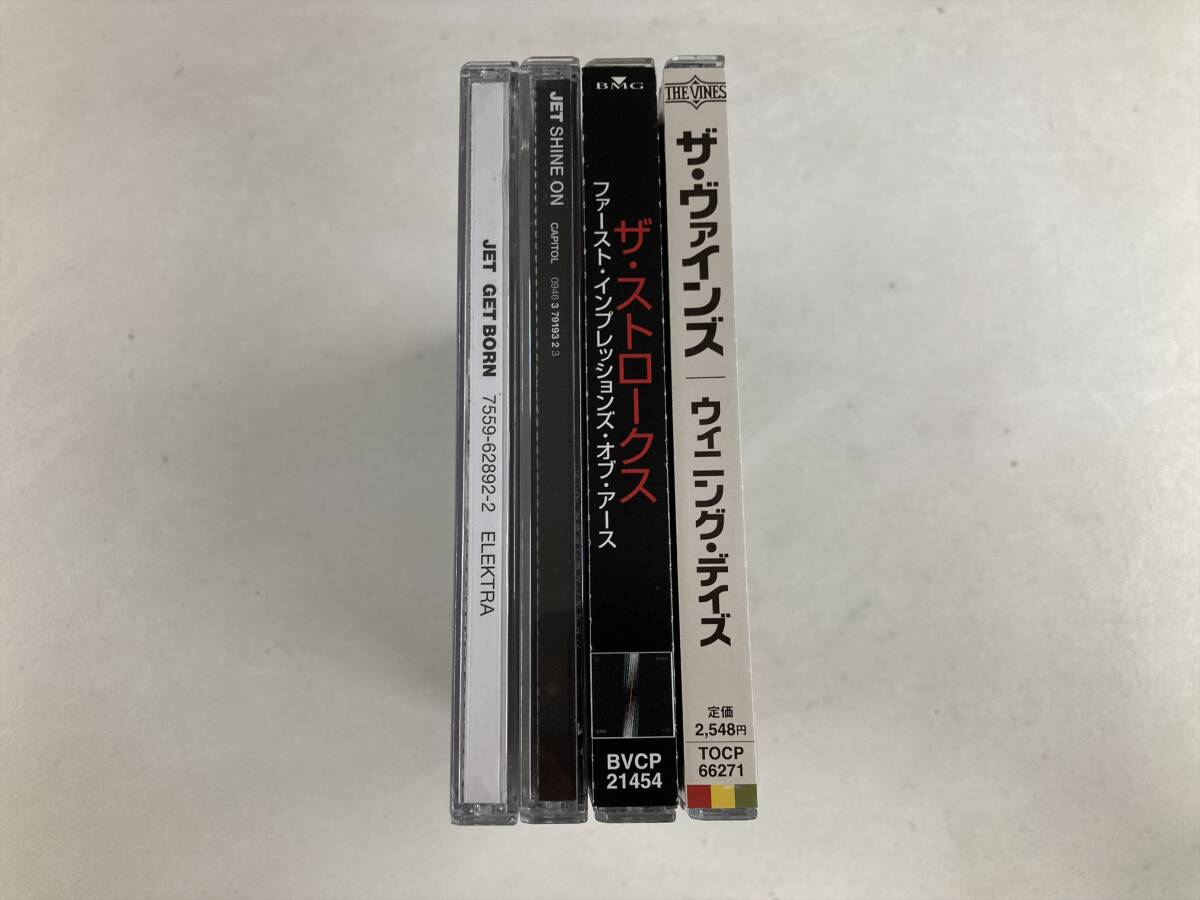 JET GET BORN 7559-62892-2 ELEKTRA
JET SHINE ON CAPITOL 0946 3 79193 2 3
BMG
ザ・ストロークス
ファースト・インプレッションズ・オブ・アース
BVCP
21454
THE VINES
ザ・ヴァインズ｜ウィニング・デイズ
定価
2,548円
TOCP
66271